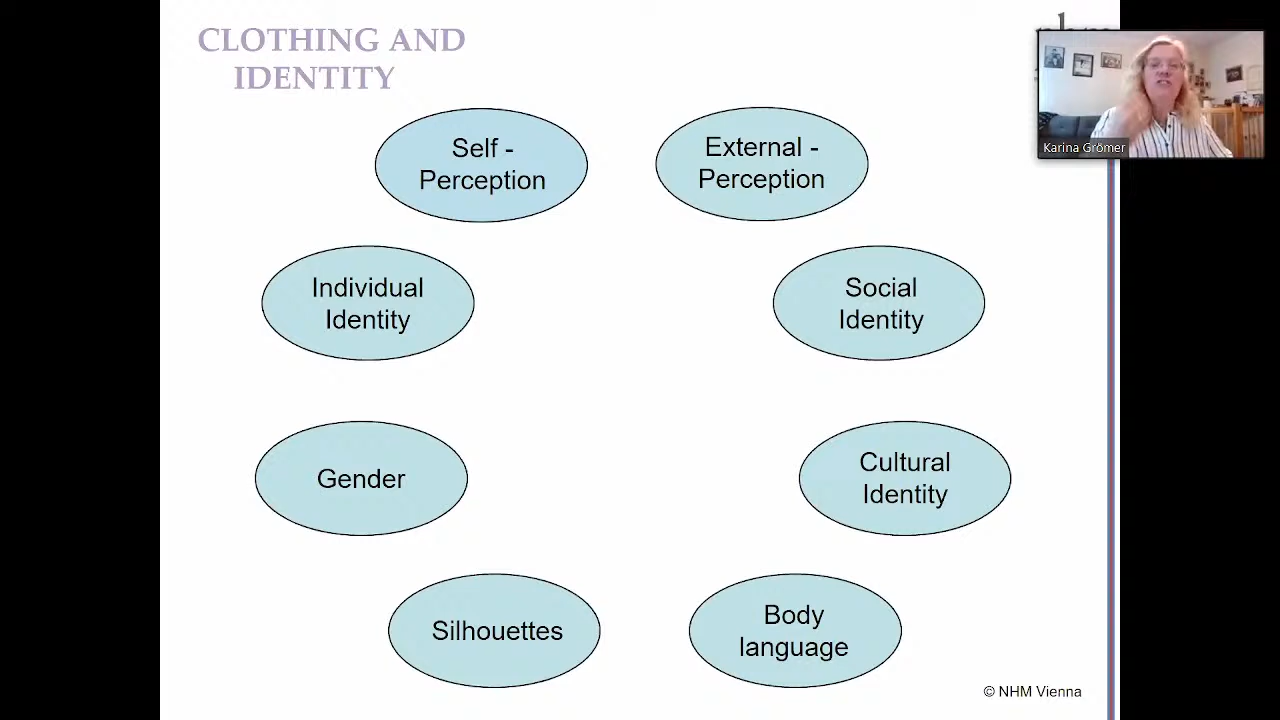 CLOTHING AND
IDENTITY
Self -
Perception
External -
Perception
Individual
Identity
Social
Identity
Gender
Cultural
Identity
Silhouettes
Body
language
© NHM Vienna
Karina Grömer